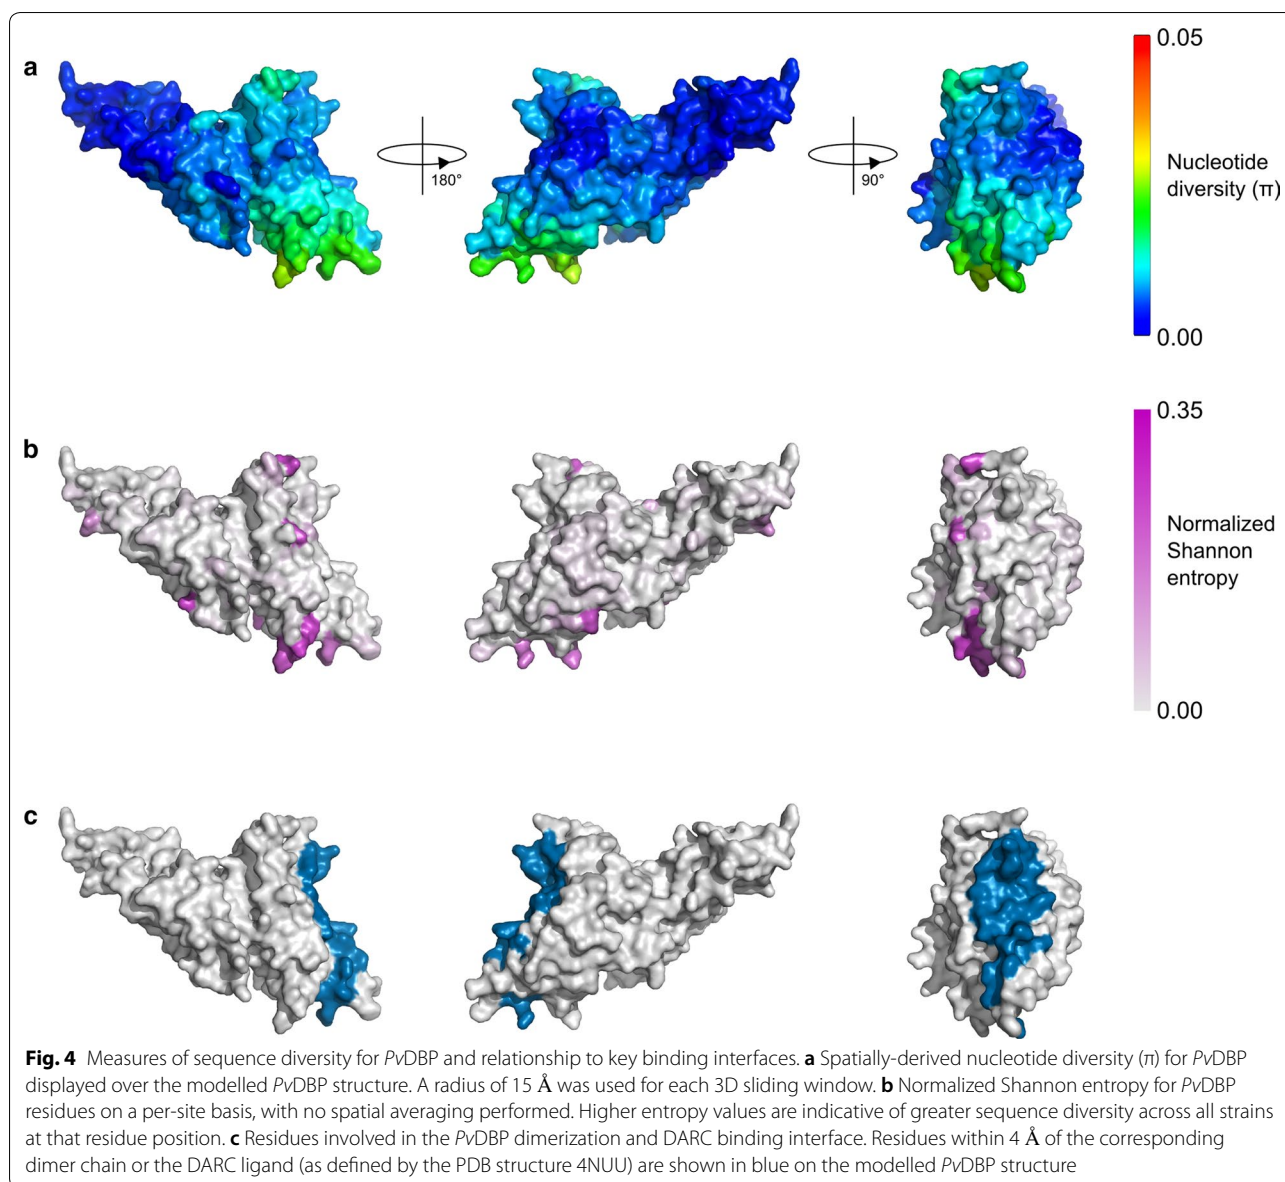 a
180°
90°
0.05
Nucleotide
diversity (π)
0.00
b
0.35
Normalized
Shannon
entropy
0.00
c
Fig. 4 Measures of sequence diversity for PvDBP and relationship to key binding interfaces. a Spatially-derived nucleotide diversity (π) for PvDBP
displayed over the modelled PvDBP structure. A radius of 15 Å was used for each 3D sliding window. b Normalized Shannon entropy for PvDBP
residues on a per-site basis, with no spatial averaging performed. Higher entropy values are indicative of greater sequence diversity across all strains
at that residue position. c Residues involved in the PvDBP dimerization and DARC binding interface. Residues within 4 Å of the corresponding
dimer chain or the DARC ligand (as defined by the PDB structure 4NUU) are shown in blue on the modelled PvDBP structure